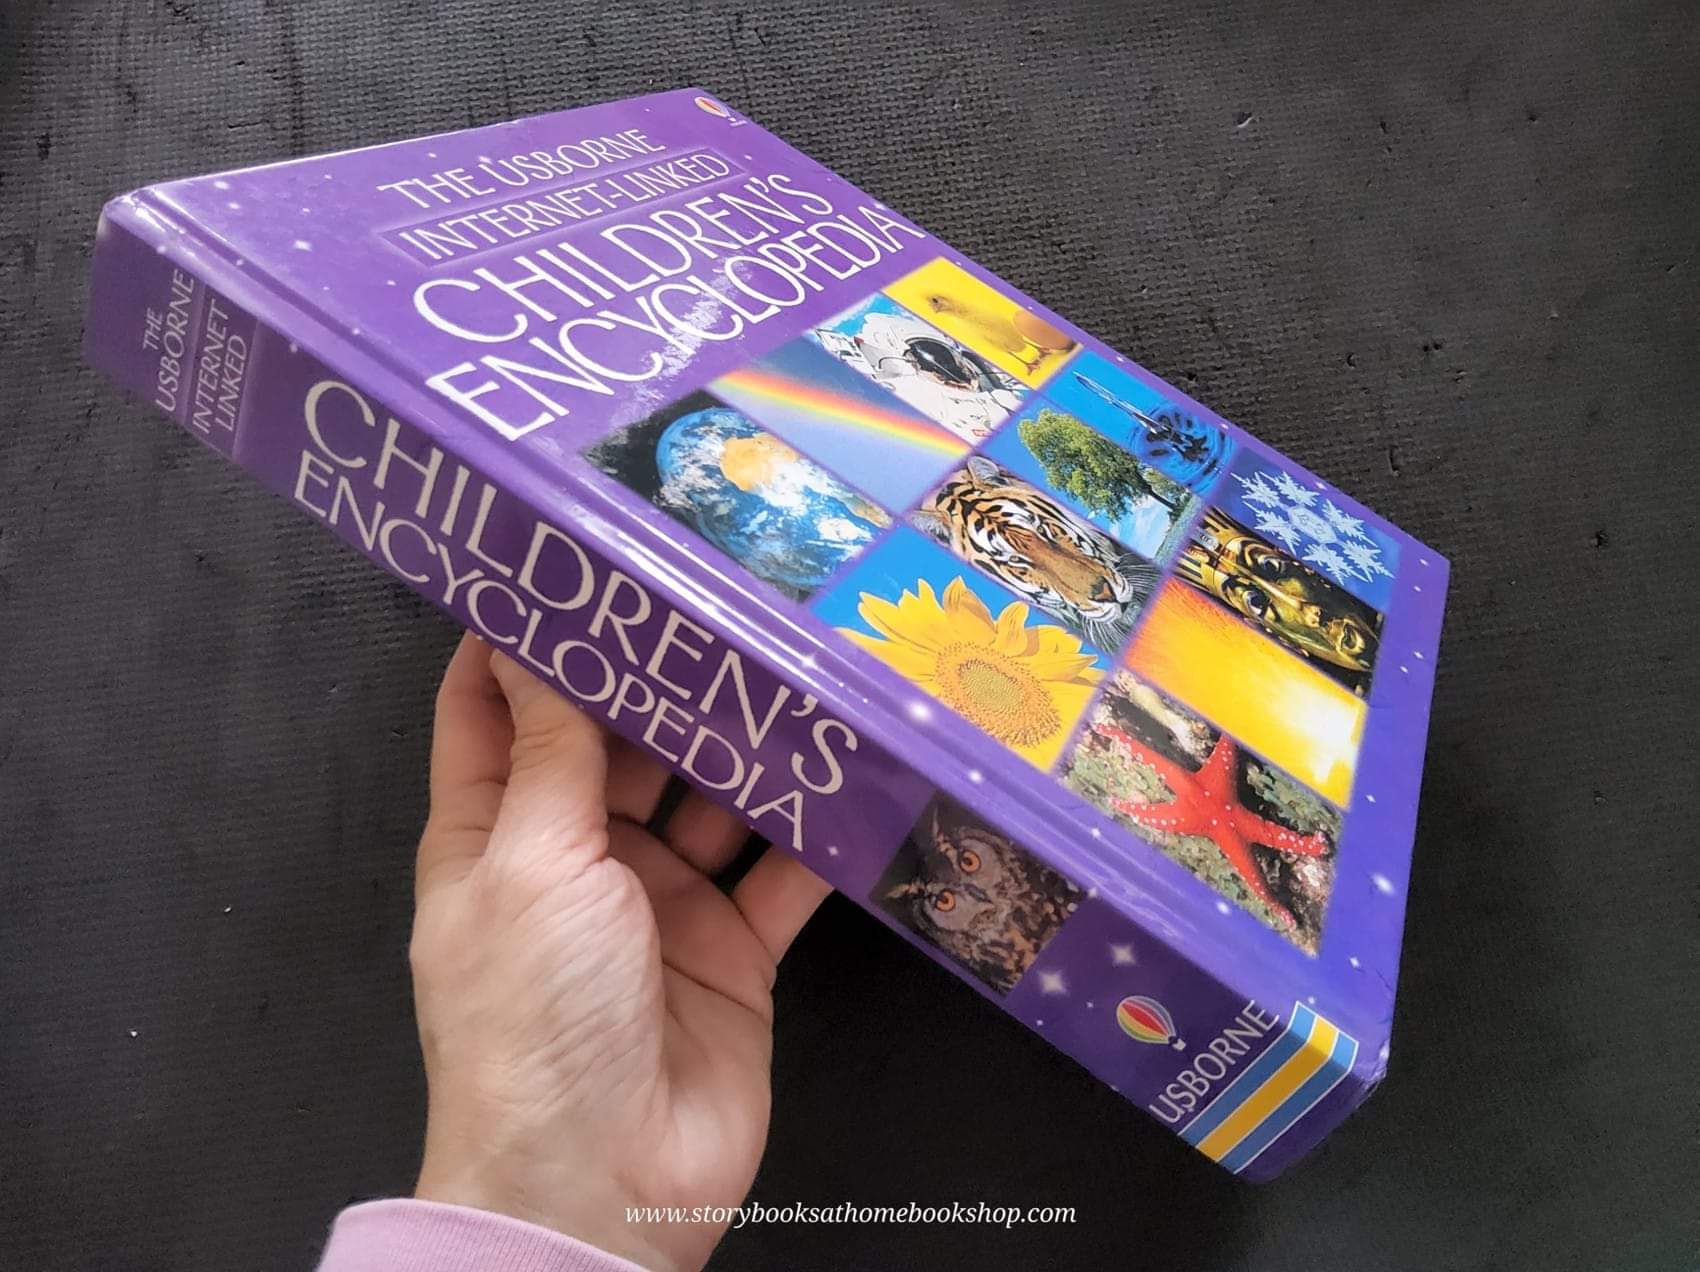 THE USBORNE
INTERNET-LINKED
CHILDREN'S
ENCYCLOPEDIA
THE
USBORNE
INTERNET
LINKED
CHILDREN'S
ENCYCLOPEDIA
USBORNE
www.storybooksathomebookshop.com